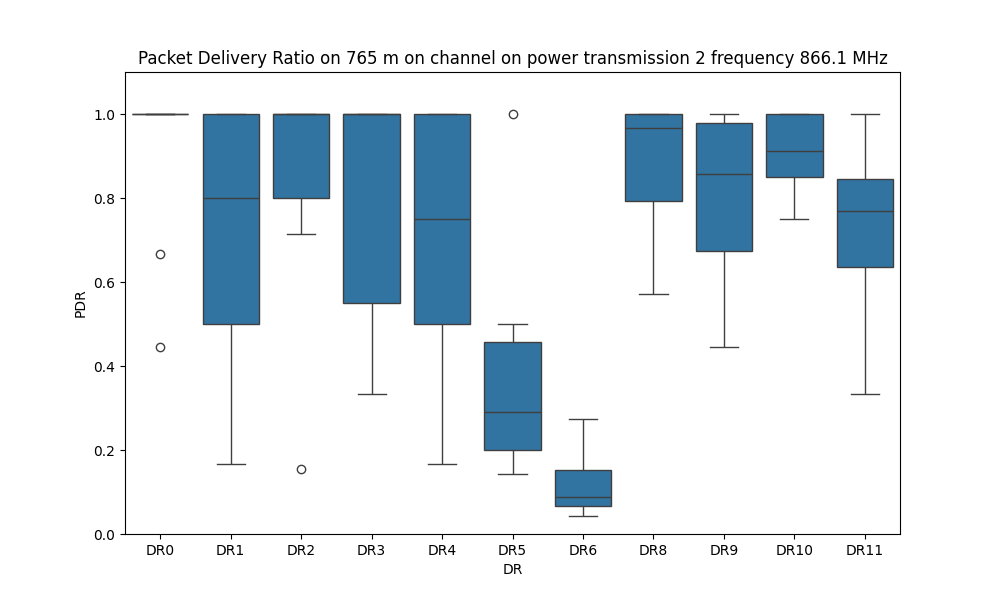 Packet Delivery Ratio on 765 m on channel on power transmission 2 frequency 866.1 MHz
PDR
1.0
0.8
0.6
0.4
0.2
0.0
DR0 DR1 DR2 DR3 DR4 DR5 DR6 DR8 DR9 DR10 DR11
DR